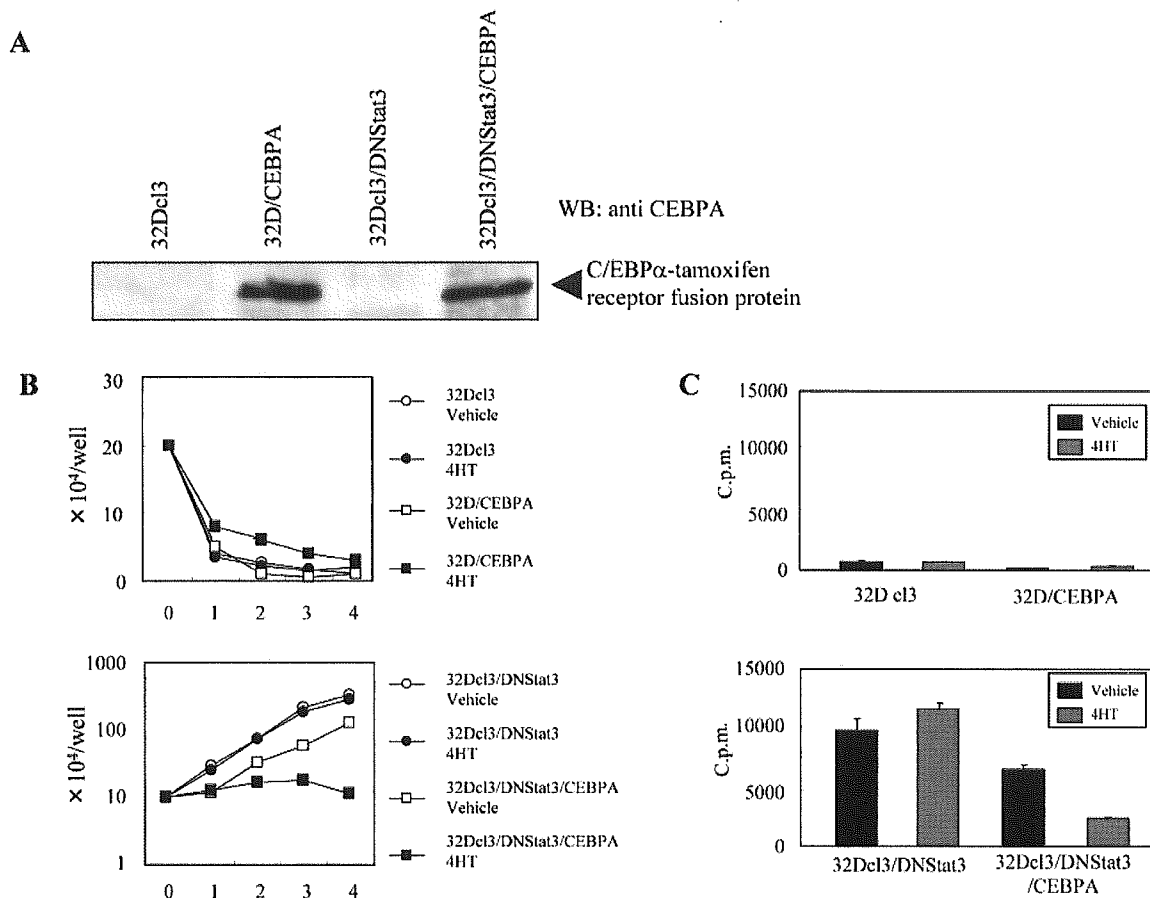 A
32Dcl3
32D/CEBPA
32Dcl3/DNStat3
32Dcl3/DNStat3/CEBPA
WB: anti CEBPA
C/EBPα-tamoxifen
receptor fusion protein
B
× 10⁴/well
30
20
10
0
0 1 2 3 4
32Dcl3
Vehicle
32Dcl3
4HT
32D/CEBPA
Vehicle
32D/CEBPA
4HT
× 10⁴/well
1000
100
10
1
0 1 2 3 4
32Dcl3/DNStat3
Vehicle
32Dcl3/DNStat3
4HT
32Dcl3/DNStat3/CEBPA
Vehicle
32Dcl3/DNStat3/CEBPA
4HT
C
C.p.m.
15000
10000
5000
0
Vehicle
4HT
32D cl3 32D/CEBPA
C.p.m.
15000
10000
5000
0
Vehicle
4HT
32Dcl3/DNStat3 32Dcl3/DNStat3
/CEBPA